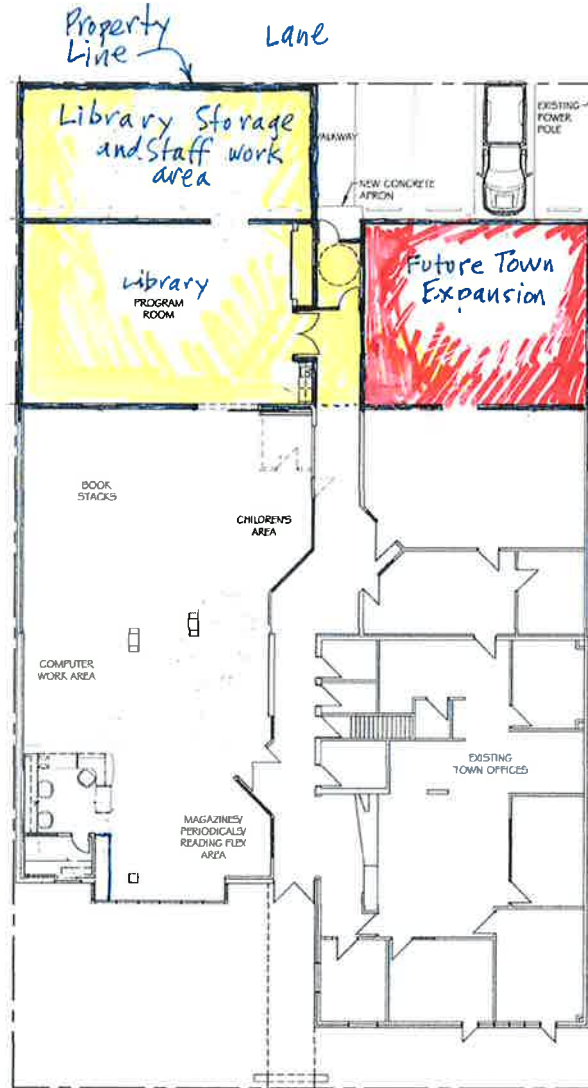 Property
Line
Lane
Library Storage
and Staff work
area
WALKWAY
EXISTING
POWER
POLE
NEW CONCRETE
APRON
Library
PROGRAM
ROOM
Future Town
Expansion
BOOK
STACKS
CHILDREN'S
AREA
COMPUTER
WORK AREA
EXISTING
TOWN OFFICES
MAGAZINES/
PERIODICALS/
READING FLEX
AREA